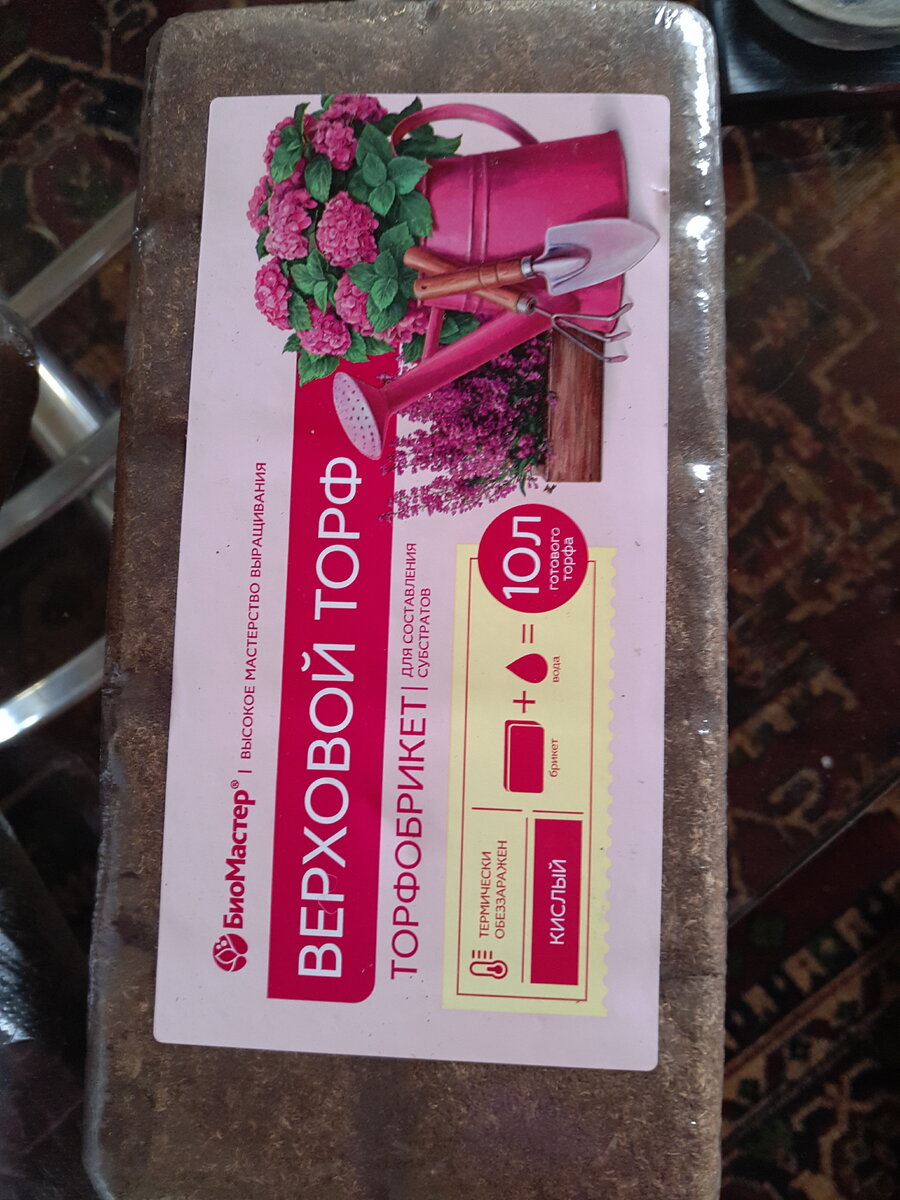 БиоМастер® | ВЫСОКОЕ МАСТЕРСТВО ВЫРАЩИВАНИЯ
ВЕРХОВОЙ ТОРФ
ТОРФОБРИКЕТ | ДЛЯ СОСТАВЛЕНИЯ
СУБСТРАТОВ
ТЕРМИЧЕСКИ
ОБЕЗЗАРАЖЕН
КИСЛЫЙ
брикет
+
вода
=
10Л
готового
торфа